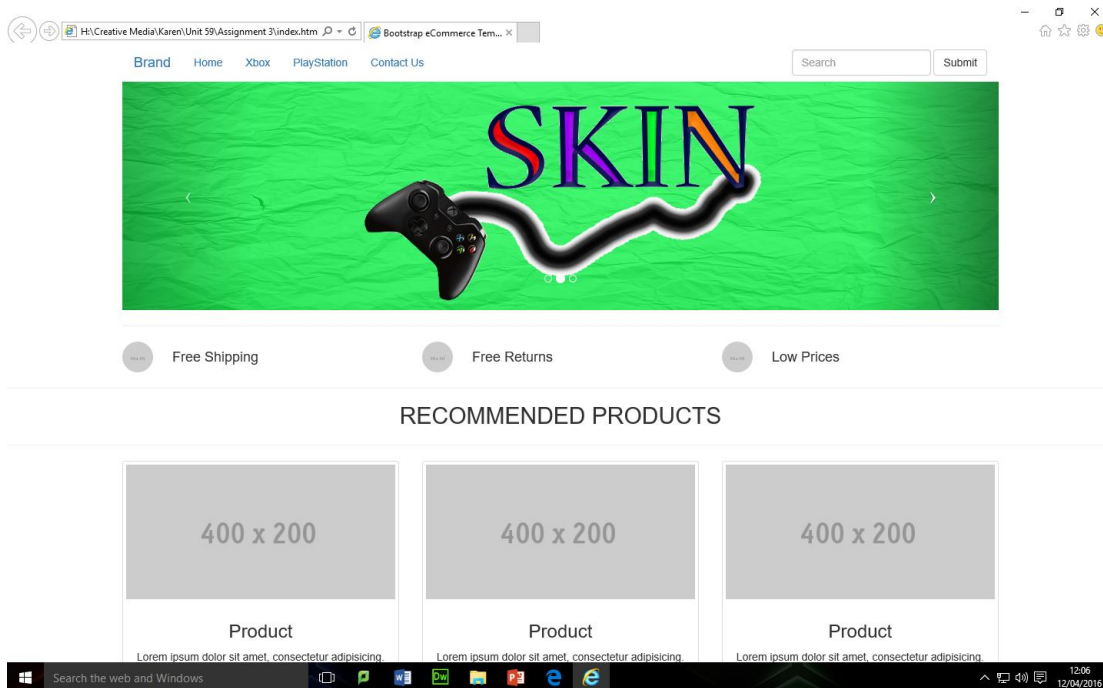 H:\Creative Media\Karen\Unit 59\Assignment 3\index.htm
Bootstrap eCommerce Tem...
Brand Home Xbox PlayStation Contact Us Search Submit
SKIN
Free Shipping Free Returns Low Prices
RECOMMENDED PRODUCTS
400 x 200 400 x 200 400 x 200
Product Product Product
Lorem ipsum dolor sit amet, consectetur adipisicing. Lorem ipsum dolor sit amet, consectetur adipisicing. Lorem ipsum dolor sit amet, consectetur adipisicing.
Search the web and Windows 12:06
12/04/2016